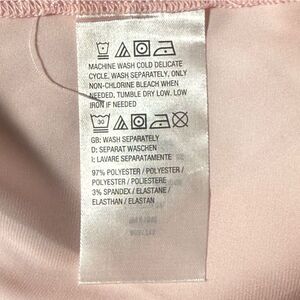 MACHINE WASH COLD DELICATE
CYCLE. WASH SEPARATELY, ONLY
NON-CHLORINE BLEACH WHEN
NEEDED. TUMBLE DRY LOW. LOW
IRON IF NEEDED
30
GB: WASH SEPARATELY
D: SEPARAT WASCHEN
I: LAVARE SEPARATAMENTE
97% POLYESTER / POLYESTER
/ POLYESTER / POLIESTERE
3% SPANDEX / ELASTANE /
ELASTHAN / ELASTAN